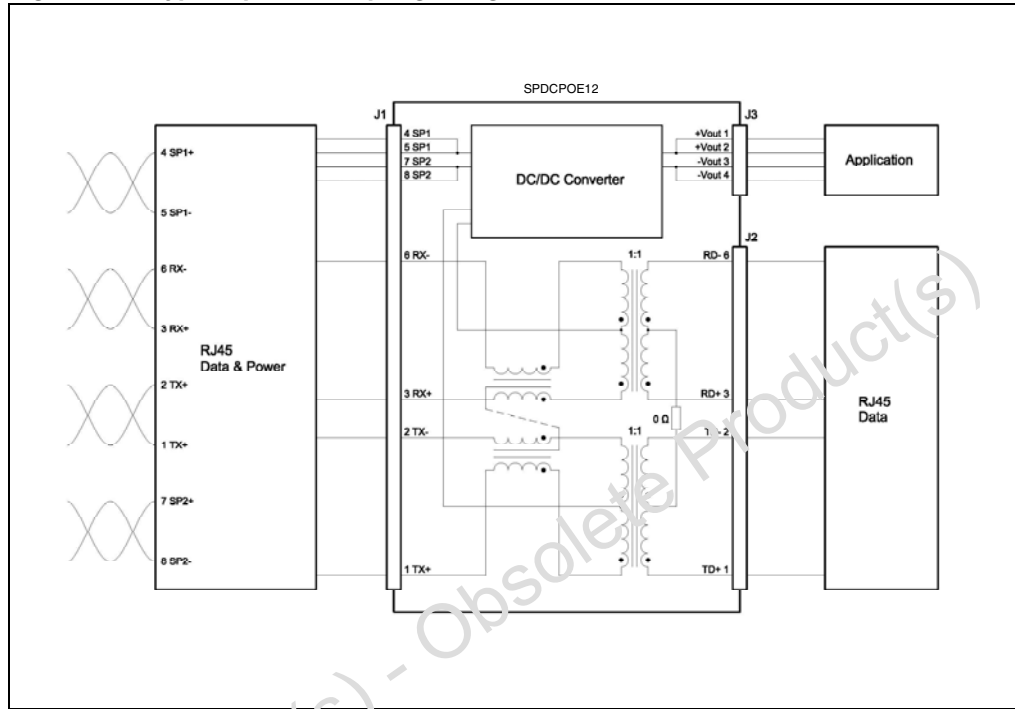 SPDCPOE12
J1
J3
4 SP1
5 SP1
7 SP2
8 SP2
DC/DC Converter
+Vout 1
+Vout 2
-Vout 3
-Vout 4
Application
4 SP1+
5 SP1-
6 RX-
3 RX+
RJ45
Data & Power
2 TX+
1 TX+
7 SP2+
8 SP2-
J2
6 RX-
1:1
RD- 6
3 RX+
RD+ 3
2 TX-
0 Ω
1:1
2
1 TX+
TD+ 1
RJ45
Data
(s) - Obsolete Product(s)